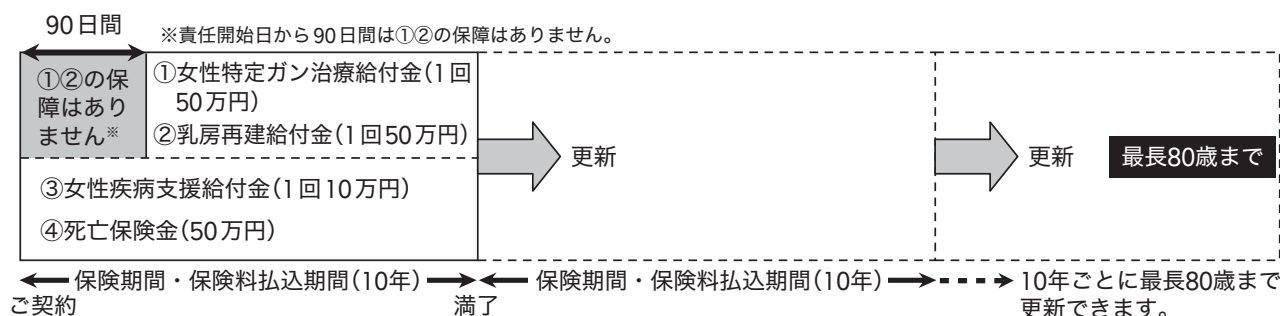 90日間
※責任開始日から90日間は①②の保障はありません。
①②の保
障はあり
ません※
①女性特定ガン治療給付金(1回
50万円)
②乳房再建給付金(1回50万円)
③女性疾病支援給付金(1回10万円)
④死亡保険金(50万円)
更新
更新
最長80歳まで
保険期間・保険料払込期間(10年)
保険期間・保険料払込期間(10年)
10年ごとに最長80歳まで
更新できます。
ご契約
満了